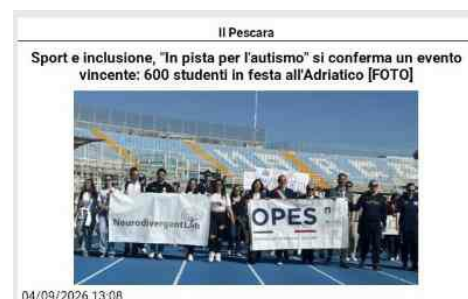 Il Pescara
Sport e inclusione, "In pista per l'autismo" si conferma un evento
vincente: 600 studenti in festa all'Adriatico [FOTO]
NeurodivergentLab
OPES
04/09/2026 13:08